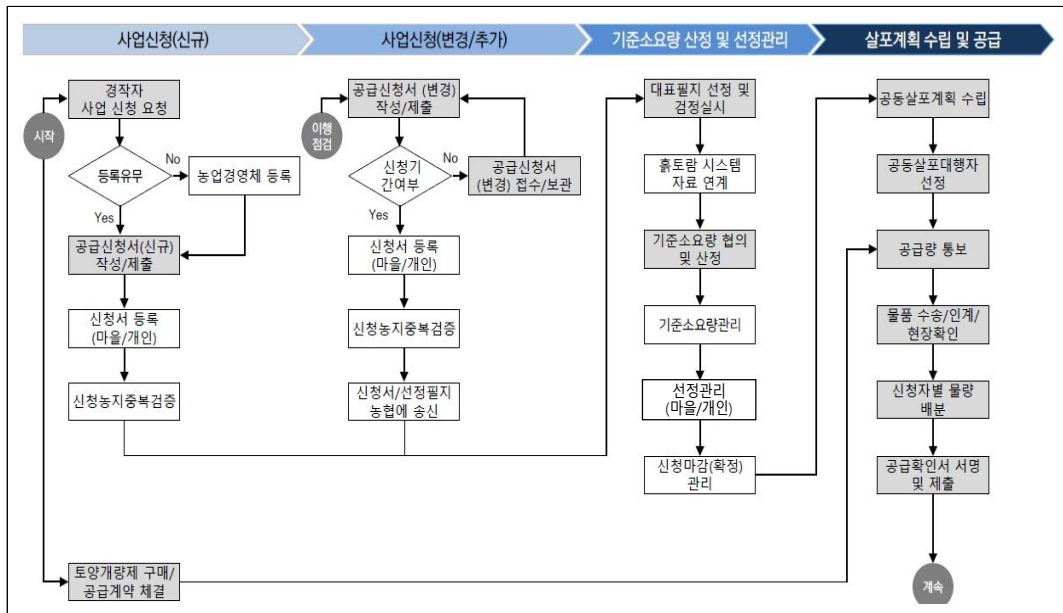 사업신청(신규)
사업신청(변경/추가)
기준소요량 산정 및 선정관리
살포계획 수립 및 공급
시작
경작자
사업 신청 요청
등록유무
No
농업경영체 등록
Yes
공급신청서(신규)
작성/제출
신청서 등록
(마을/개인)
신청농지중복검증
토양개량제 구매/
공급계약 체결
이행
점검
공급신청서 (변경)
작성/제출
신청기
간여부
No
공급신청서
(변경) 접수/보관
Yes
신청서 등록
(마을/개인)
신청농지중복검증
신청서/선정필지
농협에 송신
대표필지 선정 및
검정실시
흙토람 시스템
자료 연계
기준소요량 협의
및 산정
기준소요량관리
선정관리
(마을/개인)
신청마감(확정)
관리
공동살포계획 수립
공동살포대행자
선정
공급량 통보
물품 수송/인계/
현장확인
신청자별 물량
배분
공급확인서 서명
및 제출
계속